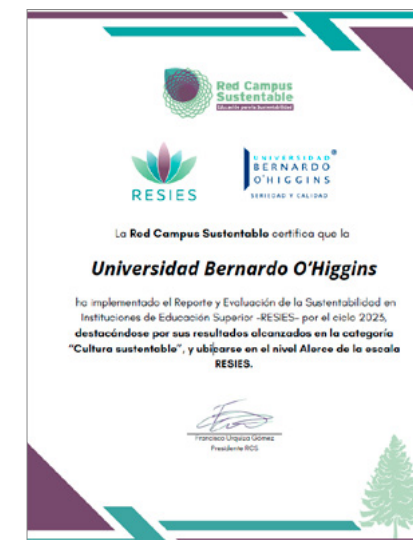 Red Campus
Sustentable
Educación para la Sustentabilidad
RESIES
UNIVERSIDAD
BERNARDO
O'HIGGINS
SERIEDAD Y CALIDAD
La Red Campus Sustentable certifica que la
Universidad Bernardo O'Higgins
ha implementado el Reporte y Evaluación de la Sustentabilidad en
Instituciones de Educación Superior -RESIES- por el ciclo 2023,
destacándose por sus resultados alcanzados en la categoría
"Cultura sustentable", y ubicarse en el nivel Alerce de la escala
RESIES.
Francisco Urquiza Gómez
Presidente RCS